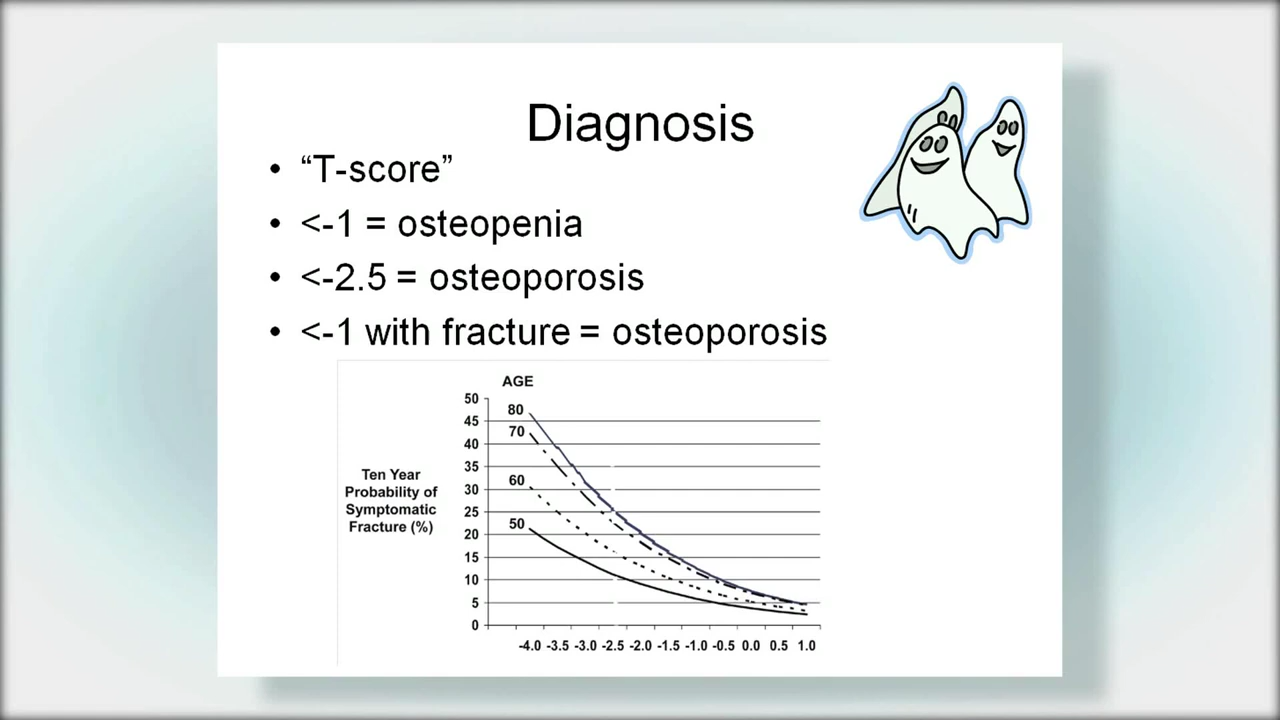 Diagnosis
• “T-score”
• <-1 = osteopenia
• <-2.5 = osteoporosis
• <-1 with fracture = osteoporosis
AGE
50
80
45
70
40
35
Ten Year
Probability of
Symptomatic
Fracture (%)
60
30
25
50
20
15
10
5
0
-4.0 -3.5 -3.0 -2.5 -2.0 -1.5 -1.0 -0.5 0.0 0.5 1.0